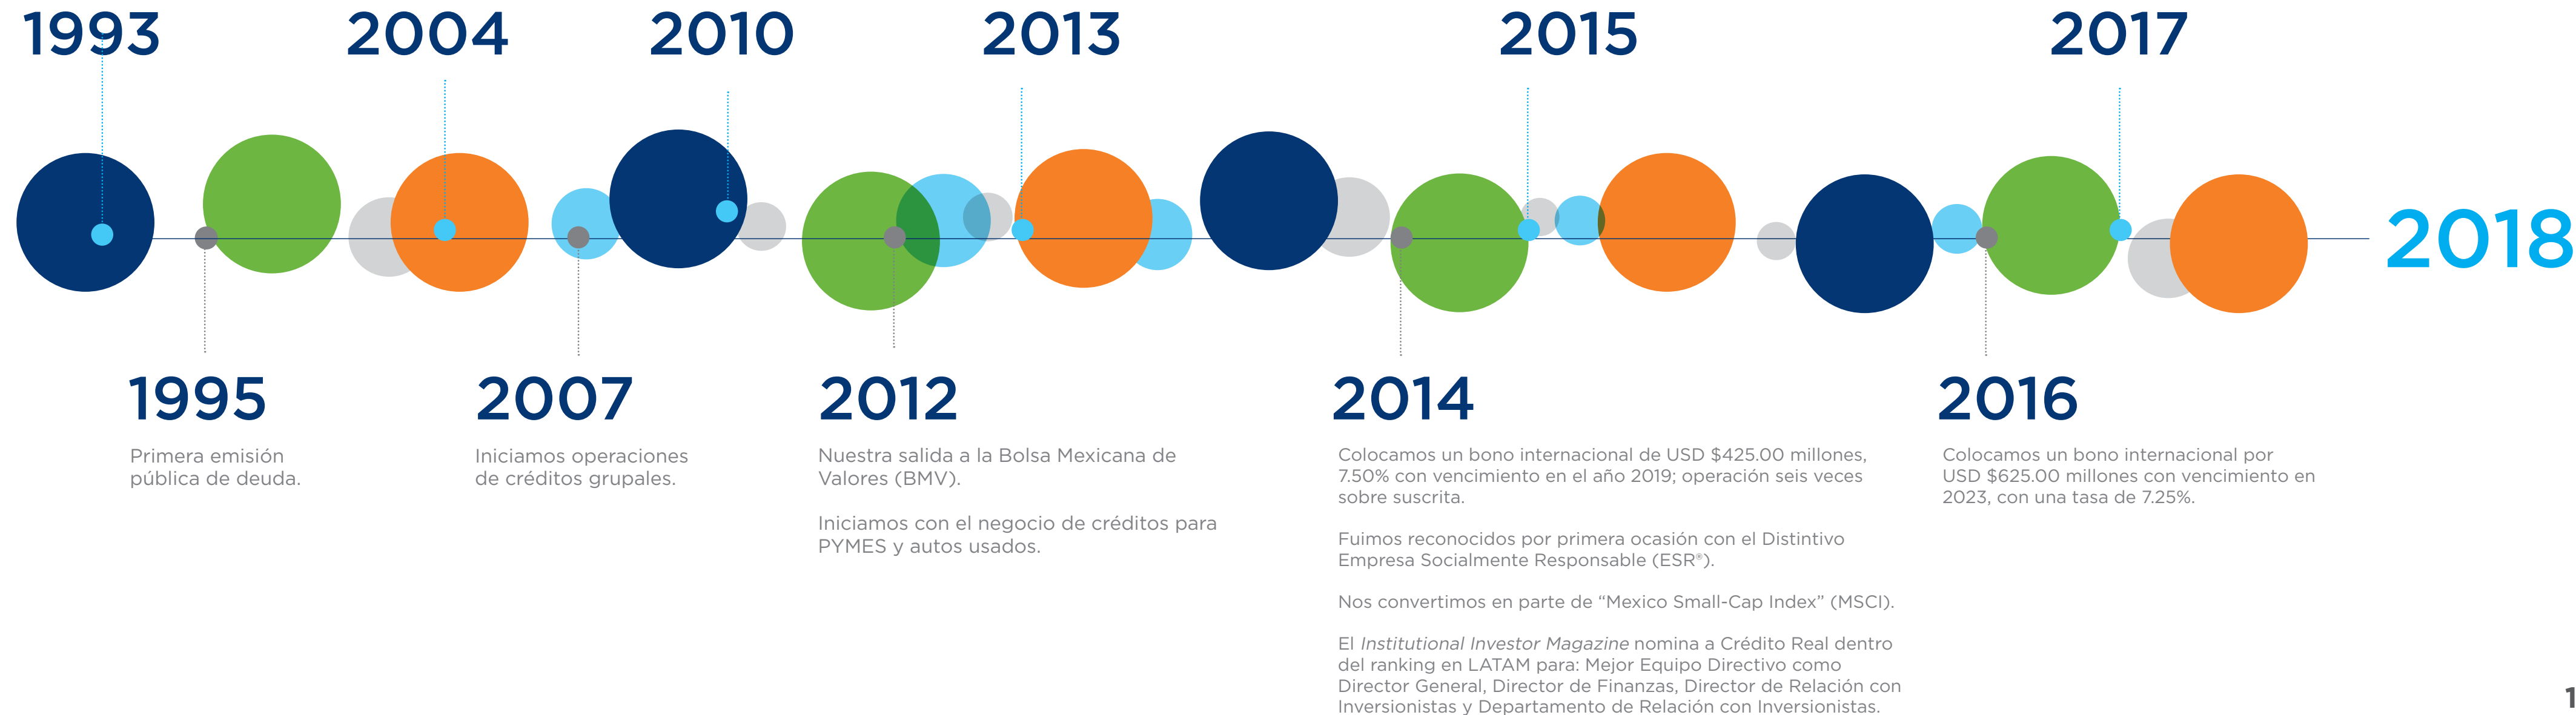 1993
2004
2010
2013
2015
2017
2018
1995
Primera emisión
pública de deuda.
2007
Iniciamos operaciones
de créditos grupales.
2012
Nuestra salida a la Bolsa Mexicana de
Valores (BMV).
Iniciamos con el negocio de créditos para
PYMES y autos usados.
2014
Colocamos un bono internacional de USD $425.00 millones,
7.50% con vencimiento en el año 2019; operación seis veces
sobre suscrita.
Fuimos reconocidos por primera ocasión con el Distintivo
Empresa Socialmente Responsable (ESR®).
Nos convertimos en parte de “Mexico Small-Cap Index” (MSCI).
El Institutional Investor Magazine nomina a Crédito Real dentro
del ranking en LATAM para: Mejor Equipo Directivo como
Director General, Director de Finanzas, Director de Relación con
Inversionistas y Departamento de Relación con Inversionistas.
2016
Colocamos un bono internacional por
USD $625.00 millones con vencimiento en
2023, con una tasa de 7.25%.
1